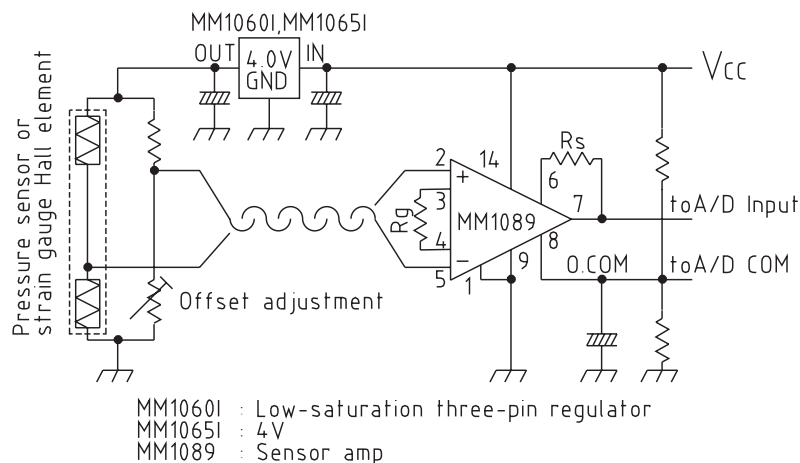 MM1060I,MM1065I
OUT 4.0V IN
GND
Vcc
Pressure sensor or
strain gauge Hall element
Rs
2
14
6
+
3
Rg
MM1089
7
toA/D Input
4
8
−
9
O.COM
toA/D COM
5
1
Offset adjustment
MM1060I : Low-saturation three-pin regulator
MM1065I : 4V
MM1089 : Sensor amp